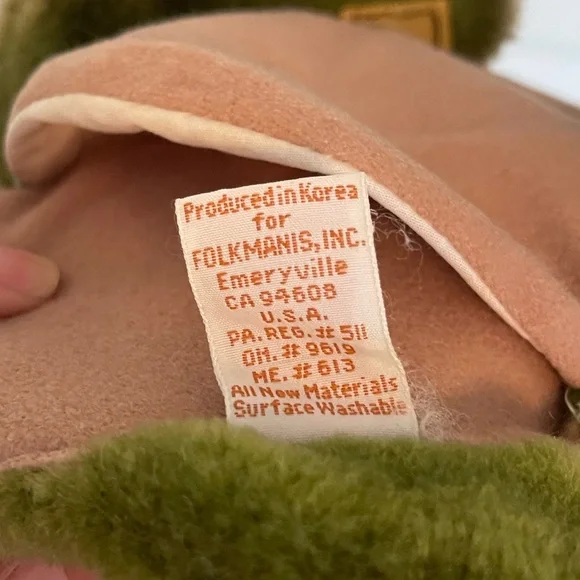 Produced in Korea
for
FOLKMANIS, INC.
Emeryville
CA 94608
U.S.A.
PA. REG. # 511
OH. # 9619
ME. # 613
All New Materials
Surface Washable